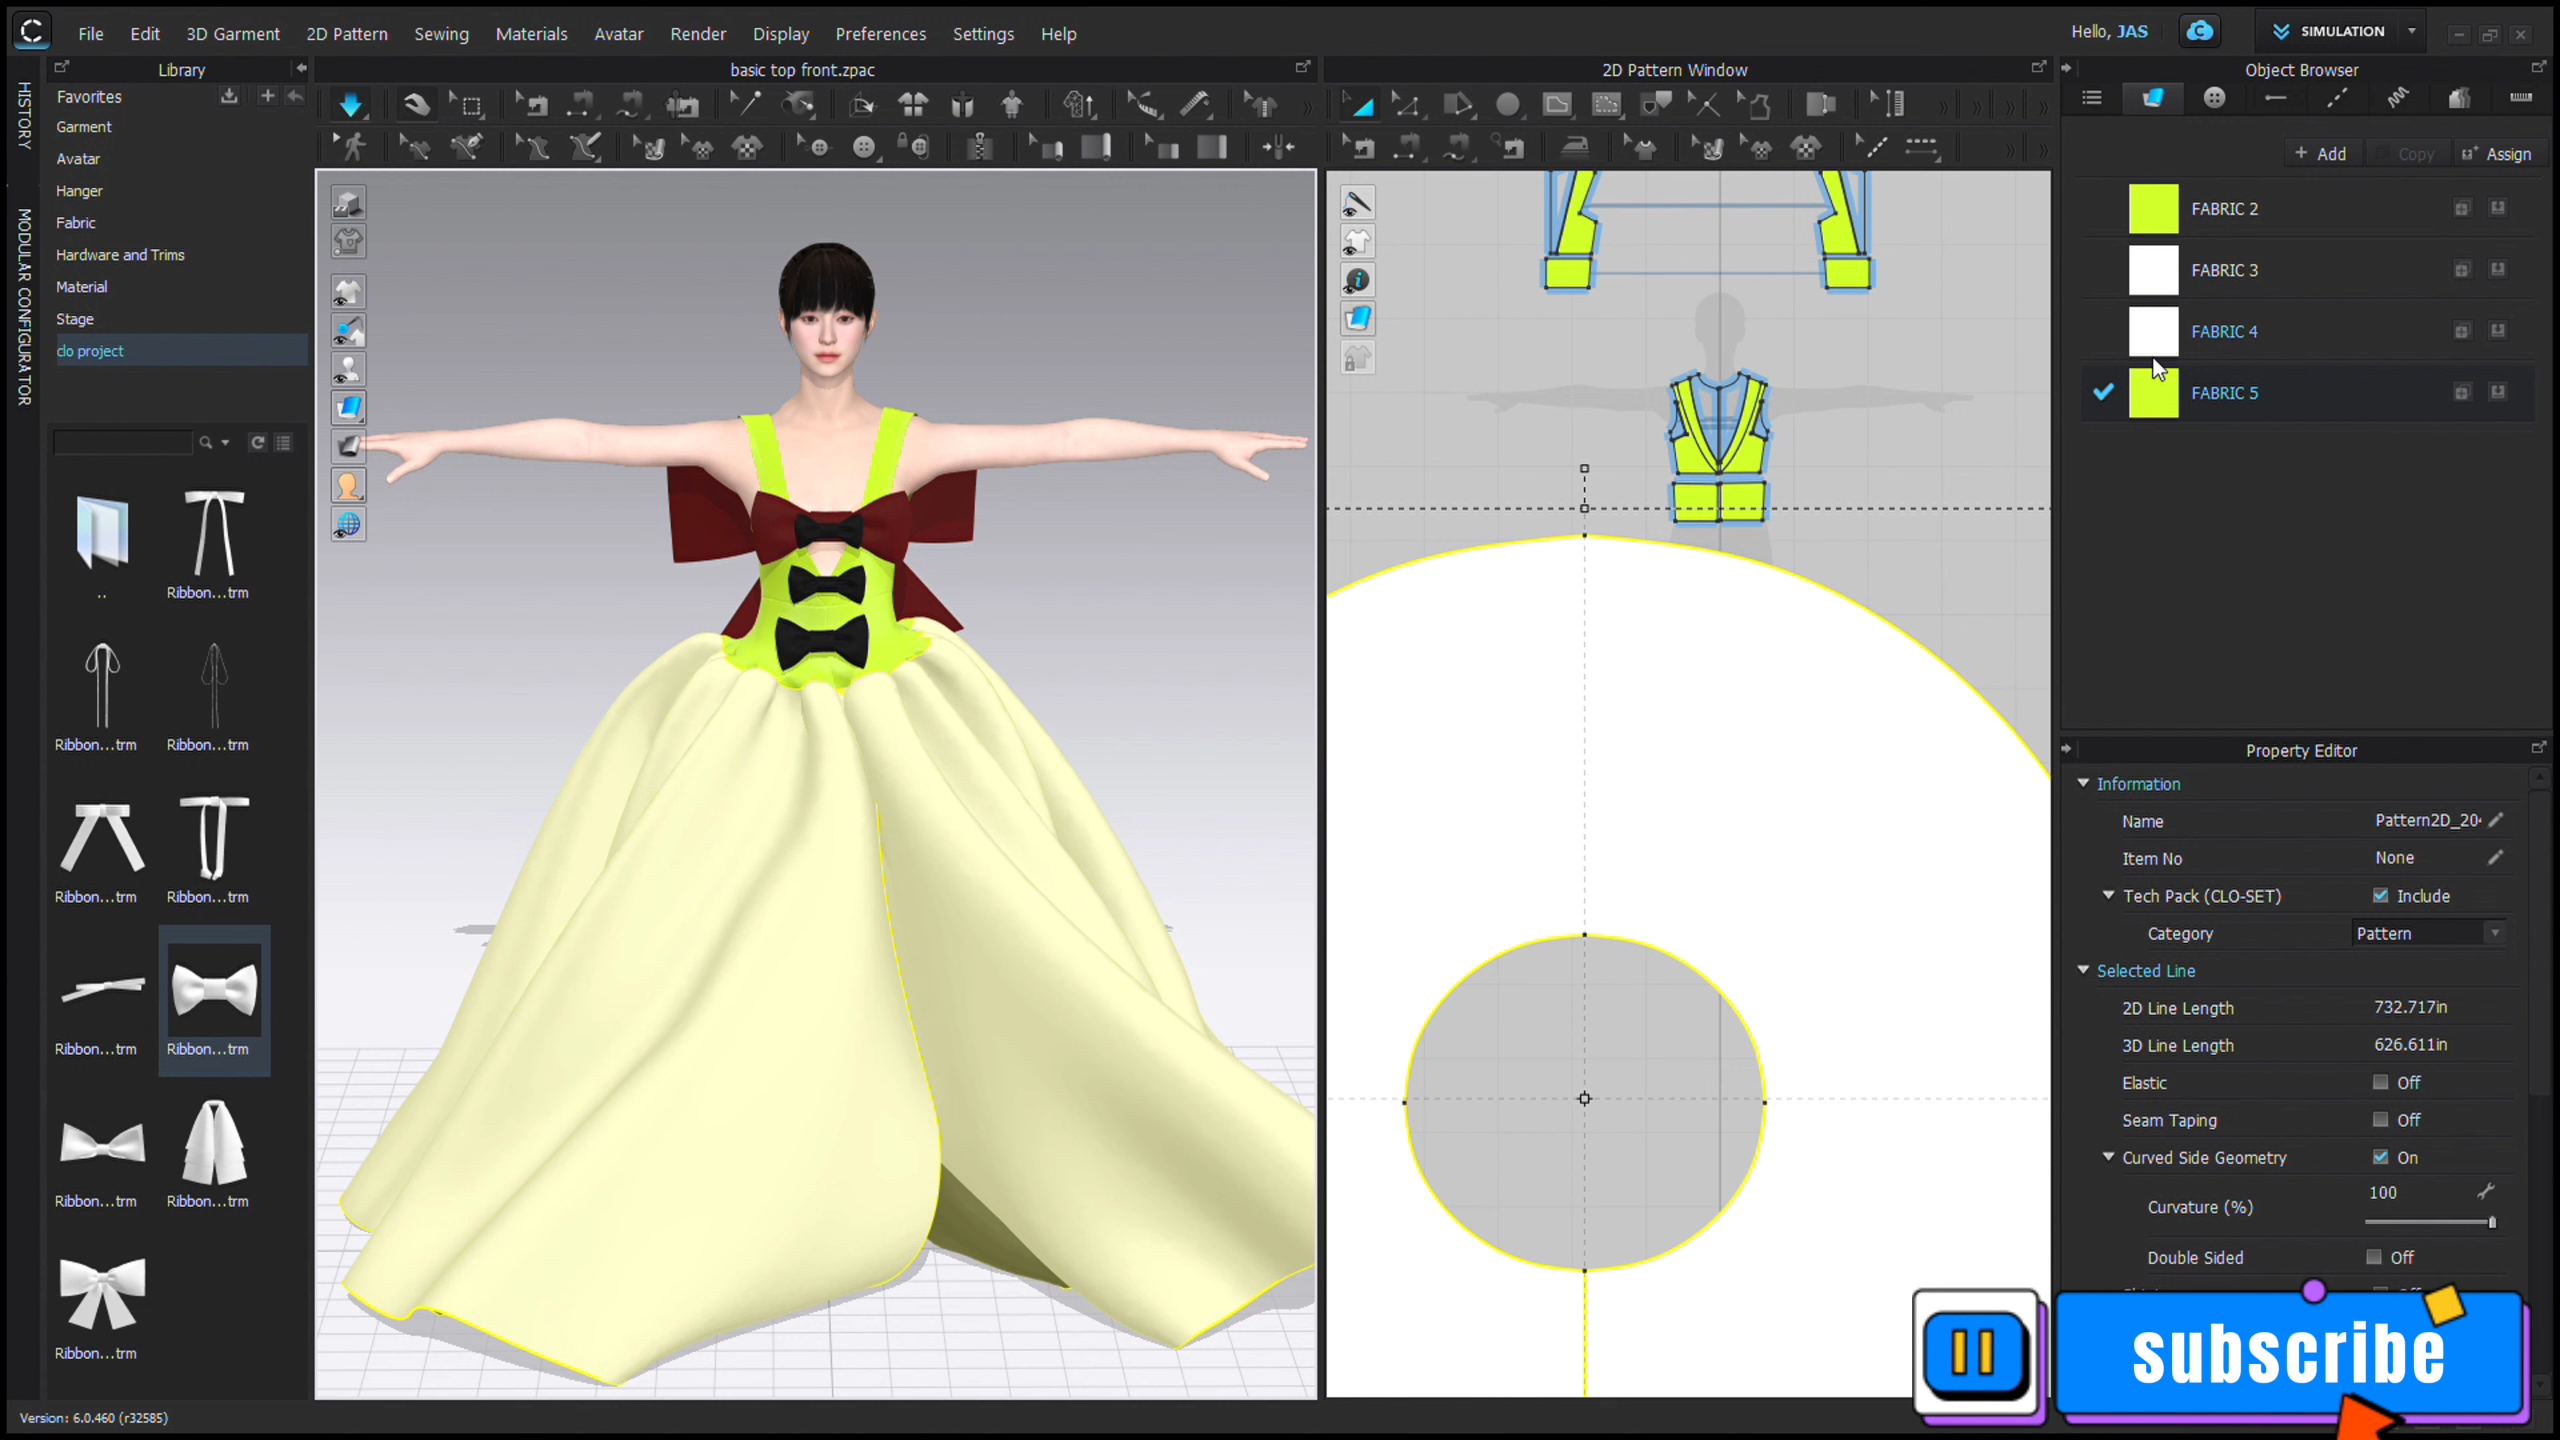 File Edit 3D Garment 2D Pattern Sewing Materials Avatar Render Display Preferences Settings Help
Hello, JAS
SIMULATION
HISTORY
MODULAR CONFIGURATOR
Library
Favorites
Garment
Avatar
Hanger
Fabric
Hardware and Trims
Material
Stage
clo project
..
Ribbon...trm
Ribbon...trm
Ribbon...trm
Ribbon...trm
Ribbon...trm
Ribbon...trm
Ribbon...trm
Ribbon...trm
Ribbon...trm
Ribbon...trm
Version: 6.0.460 (r32585)
basic top front.zpac
2D Pattern Window
Object Browser
+ Add
Copy
Assign
FABRIC 2
FABRIC 3
FABRIC 4
FABRIC 5
Property Editor
Information
Name Pattern2D_20
Item No None
Tech Pack (CLO-SET) Include
Category Pattern
Selected Line
2D Line Length 732.717in
3D Line Length 626.611in
Elastic Off
Seam Taping Off
Curved Side Geometry On
Curvature (%) 100
Double Sided Off
subscribe